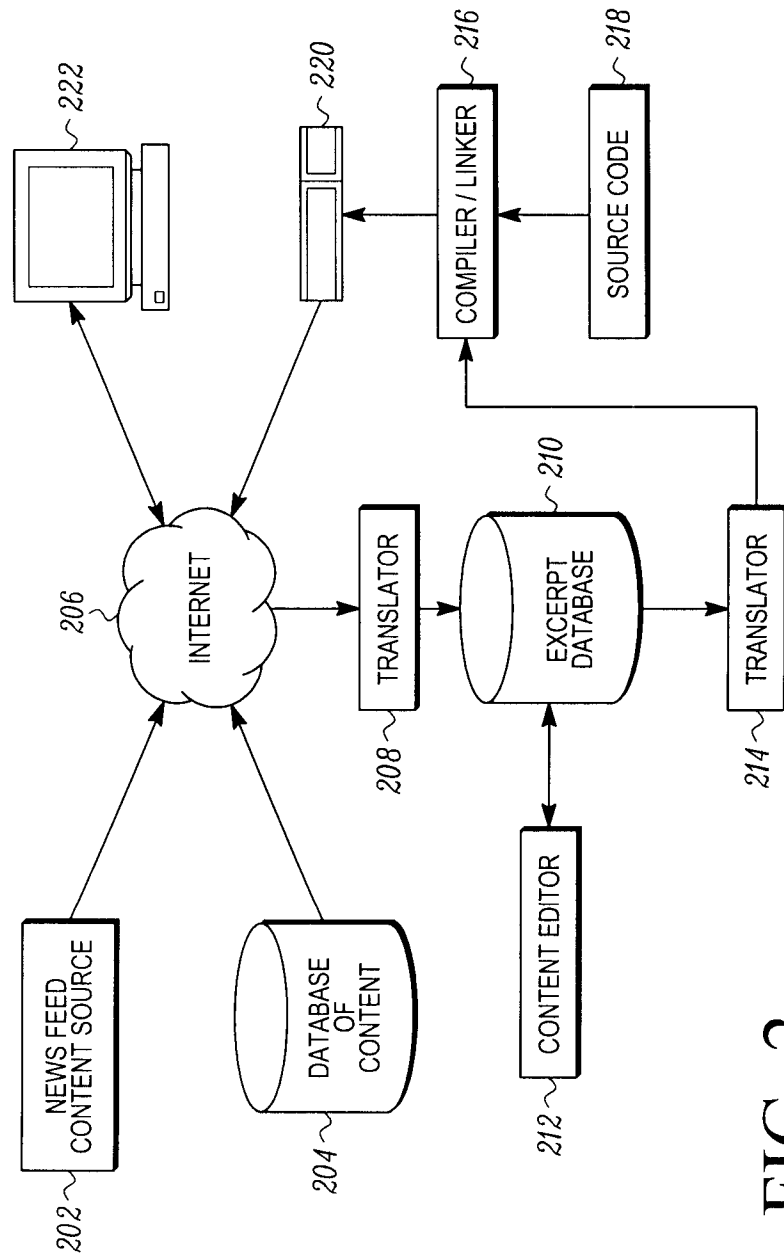 222
220
216
COMPILER / LINKER
218
SOURCE CODE
206
INTERNET
208
TRANSLATOR
210
EXCERPT
DATABASE
214
TRANSLATOR
202
NEWS FEED
CONTENT SOURCE
204
DATABASE
OF
CONTENT
212
CONTENT EDITOR
FIG. 2